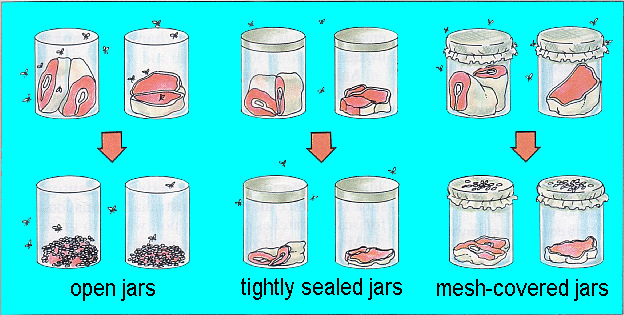 open jars
tightly sealed jars
mesh-covered jars